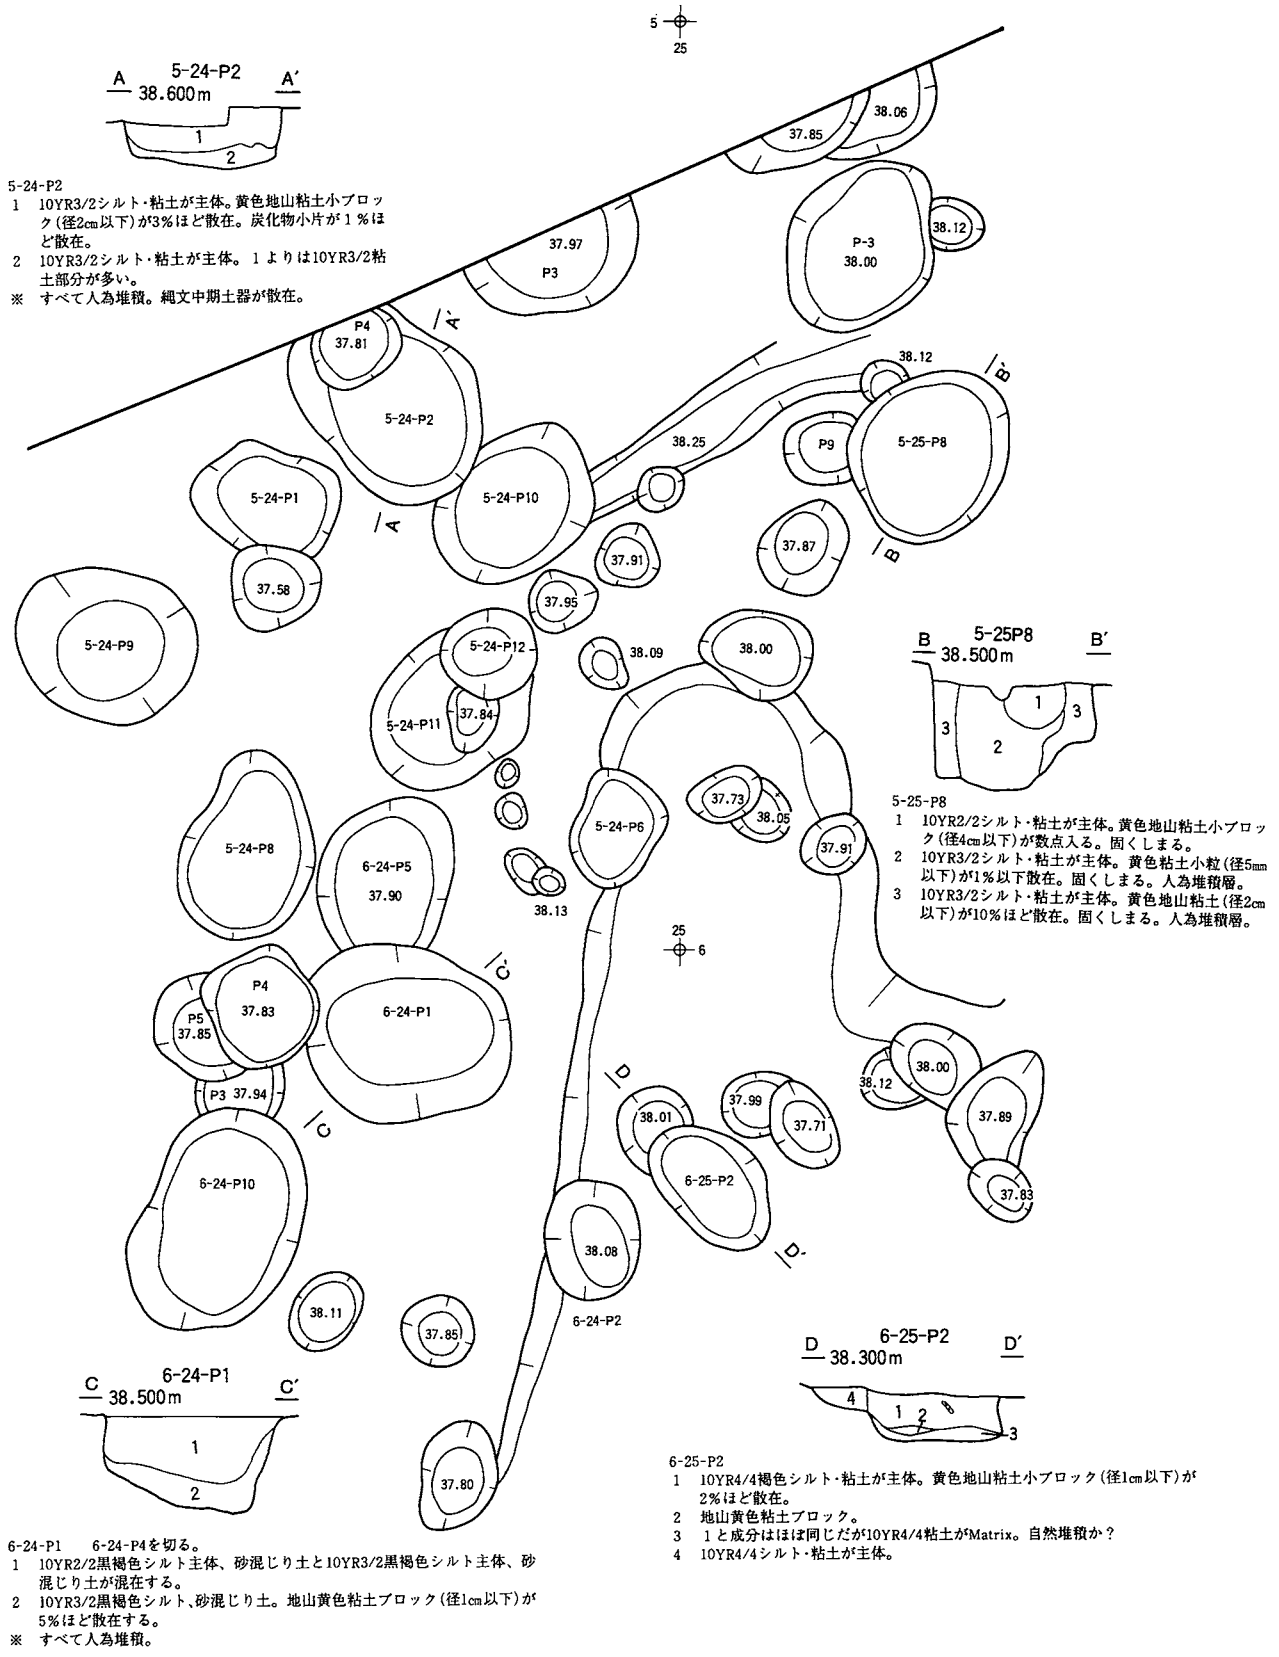 5
25
5-24-P2
A A′
38.600m
1
2
5-24-P2
1 10YR3/2シルト・粘土が主体。黄色地山粘土小ブロッ
ク(径2cm以下)が3%ほど散在。炭化物小片が1%ほ
ど散在。
2 10YR3/2シルト・粘土が主体。1よりは10YR3/2粘
土部分が多い。
※ すべて人為堆積。縄文中期土器が散在。
38.06
37.85
38.12
P-3
38.00
37.97
P3
P4
37.81
A′
5-24-P2
38.12
B′
38.25
P9
5-25-P8
5-24-P1
5-24-P10
A
37.91
37.87
B
37.58
37.95
5-24-P9
5-24-P12
38.09
38.00
5-24-P11
37.84
5-25P8
B B′
38.500m
1
3
3
2
5-25-P8
1 10YR2/2シルト・粘土が主体。黄色地山粘土小ブロッ
ク(径4cm以下)が数点入る。固くしまる。
2 10YR3/2シルト・粘土が主体。黄色粘土小粒(径5mm
以下)が1%以下散在。固くしまる。人為堆積層。
3 10YR3/2シルト・粘土が主体。黄色地山粘土(径2cm
以下)が10%ほど散在。固くしまる。人為堆積層。
37.73
38.05
5-24-P6
37.91
5-24-P8
6-24-P5
37.90
38.13
25
6
C′
P4
37.83
P5
37.85
6-24-P1
P3 37.94
C
D
38.01
37.99
37.71
38.12
38.00
37.89
37.83
6-24-P10
6-25-P2
D′
38.08
6-24-P2
38.11
37.85
37.80
6-24-P1
C C′
38.500m
1
2
6-24-P1 6-24-P4を切る。
1 10YR2/2黒褐色シルト主体、砂混じり土と10YR3/2黒褐色シルト主体、砂
混じり土が混在する。
2 10YR3/2黒褐色シルト、砂混じり土。地山黄色粘土ブロック(径1cm以下)が
5%ほど散在する。
※ すべて人為堆積。
6-25-P2
D D′
38.300m
4
1
2
3
6-25-P2
1 10YR4/4褐色シルト・粘土が主体。黄色地山粘土小ブロック(径1cm以下)が
2%ほど散在。
2 地山黄色粘土ブロック。
3 1と成分はほぼ同じだが10YR4/4粘土がMatrix。自然堆積か?
4 10YR4/4シルト・粘土が主体。